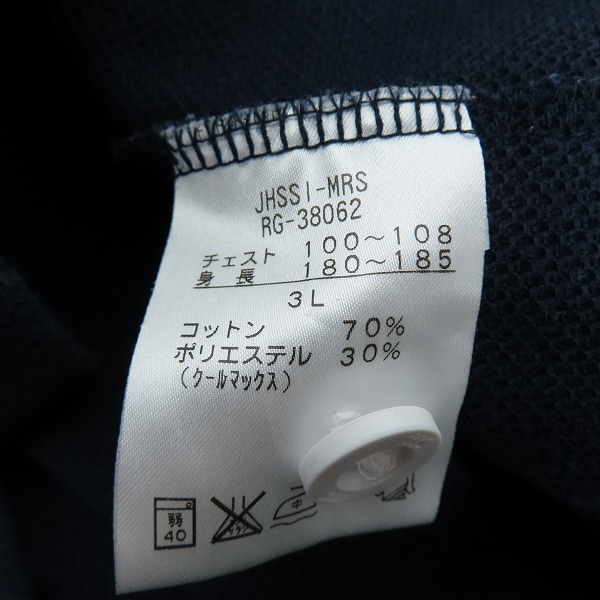 JHSS1-MRS
RG-38062
チェスト 100～108
身長 180～185
3L
コットン 70%
ポリエステル 30%
(クールマックス)
弱 40 中